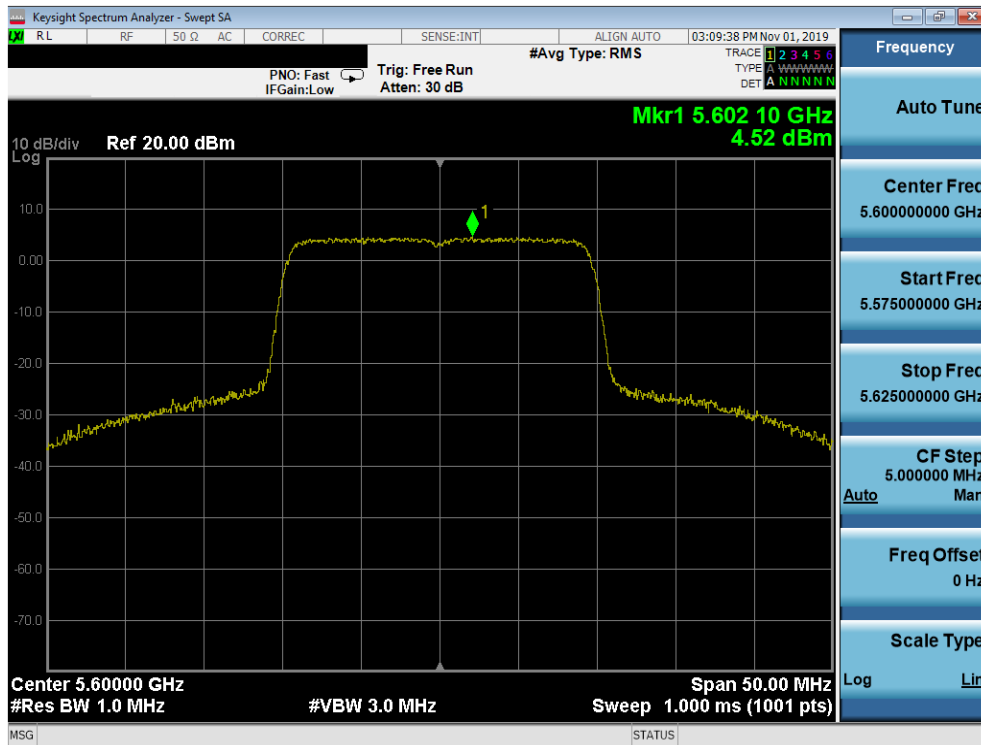 Keysight Spectrum Analyzer - Swept SA
LXI RL RF 50 Ω AC CORREC SENSE:INT ALIGN AUTO 03:09:38 PM Nov 01, 2019
#Avg Type: RMS TRACE 1 2 3 4 5 6
PNO: Fast Trig: Free Run TYPE A WWWWW
IFGain:Low Atten: 30 dB DET A N N N N N
Mkr1 5.602 10 GHz
4.52 dBm
10 dB/div Ref 20.00 dBm
Log
1
10.0
0.00
-10.0
-20.0
-30.0
-40.0
-50.0
-60.0
-70.0
Center 5.60000 GHz Span 50.00 MHz
#Res BW 1.0 MHz #VBW 3.0 MHz Sweep 1.000 ms (1001 pts)
MSG STATUS
Frequency
Auto Tune
Center Freq
5.600000000 GHz
Start Freq
5.575000000 GHz
Stop Freq
5.625000000 GHz
CF Step
5.000000 MHz
Auto Man
Freq Offset
0 Hz
Scale Type
Log Lin